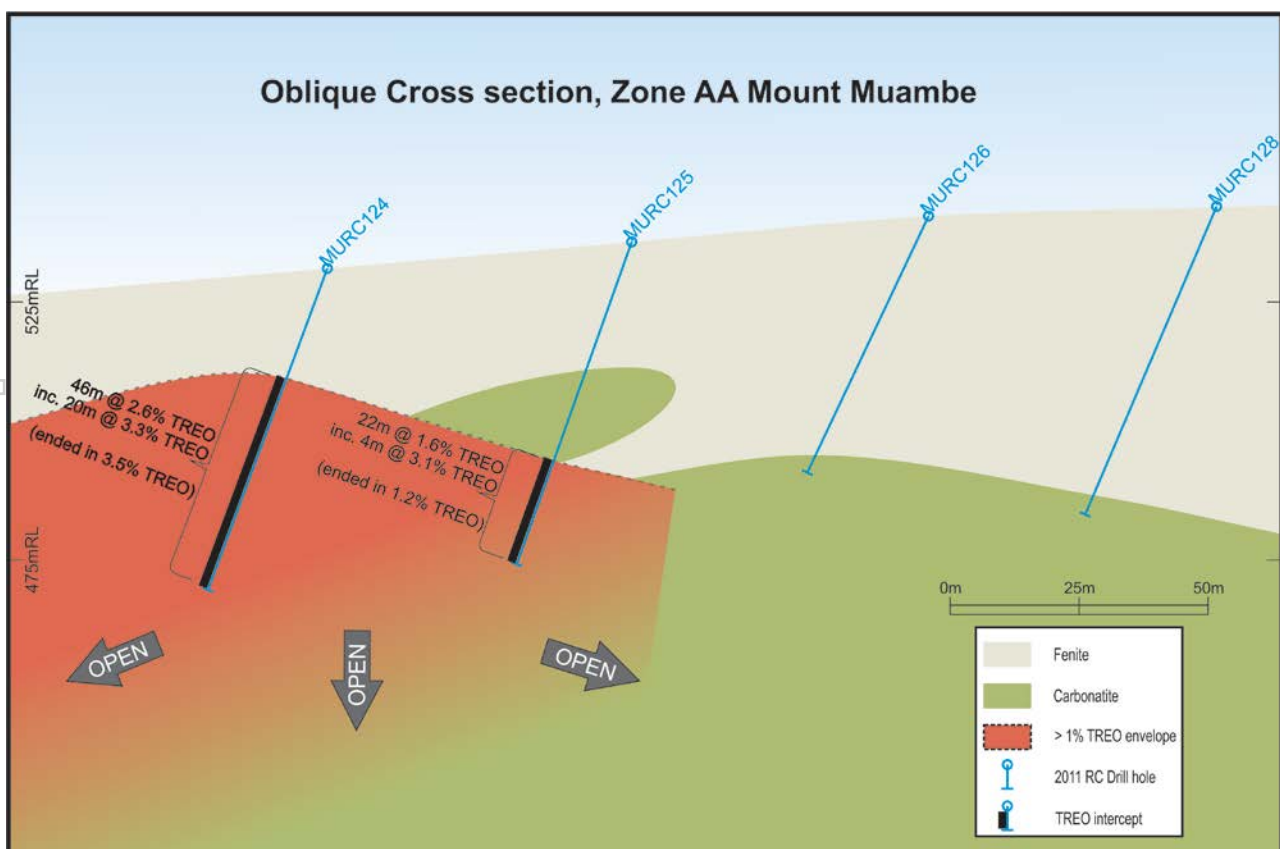 Oblique Cross section, Zone AA Mount Muambe
MURC124
MURC125
MURC126
MURC128
525mRL
475mRL
46m @ 2.6% TREO
inc. 20m @ 3.3% TREO
(ended in 3.5% TREO)
22m @ 1.6% TREO
inc. 4m @ 3.1% TREO
(ended in 1.2% TREO)
OPEN
OPEN
OPEN
0m 25m 50m
Fenite
Carbonatite
> 1% TREO envelope
2011 RC Drill hole
TREO intercept